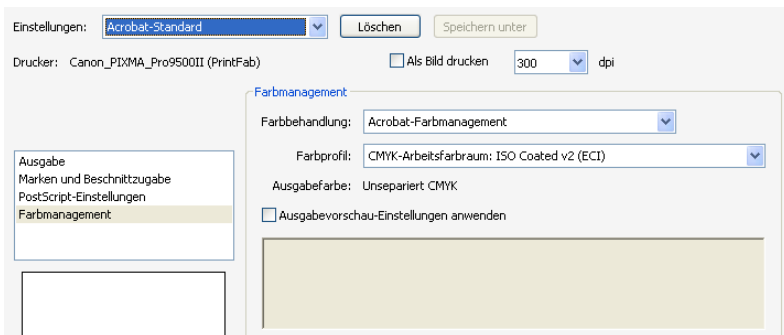 Einstellungen: Acrobat-Standard Löschen Speichern unter
Drucker: Canon_PIXMA_Pro9500II (PrintFab) Als Bild drucken 300 dpi
Farbmanagement
Farbbehandlung: Acrobat-Farbmanagement
Farbprofil: CMYK-Arbeitsfarbraum: ISO Coated v2 (ECI)
Ausgabefarbe: Unsepariert CMYK
Ausgabevorschau-Einstellungen anwenden
Ausgabe
Marken und Beschnittzugabe
PostScript-Einstellungen
Farbmanagement